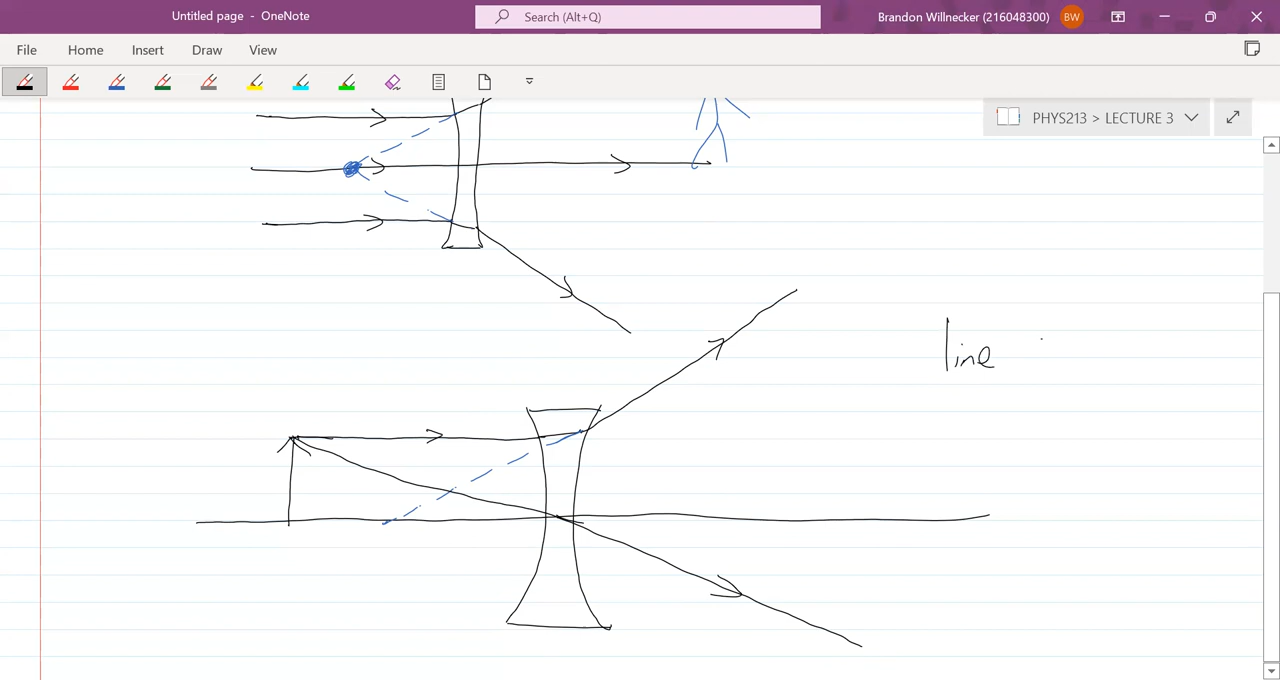 Untitled page - OneNote
Search (Alt+Q)
Brandon Willnecker (216048300)
BW
File
Home
Insert
Draw
View
PHYS213 > LECTURE 3
line